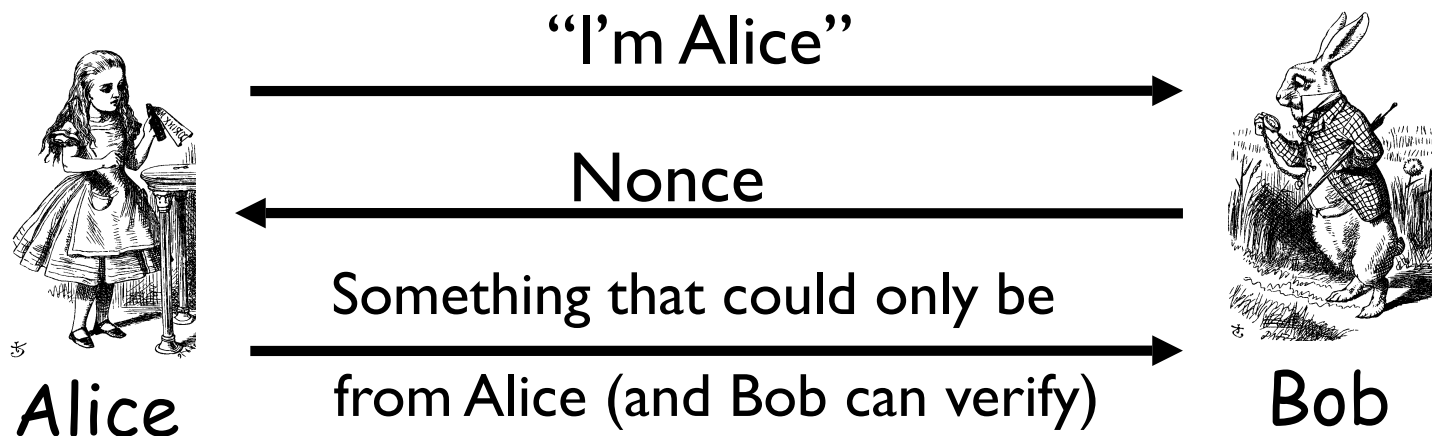 “I’m Alice”
Nonce
Something that could only be
from Alice (and Bob can verify)
Alice
Bob